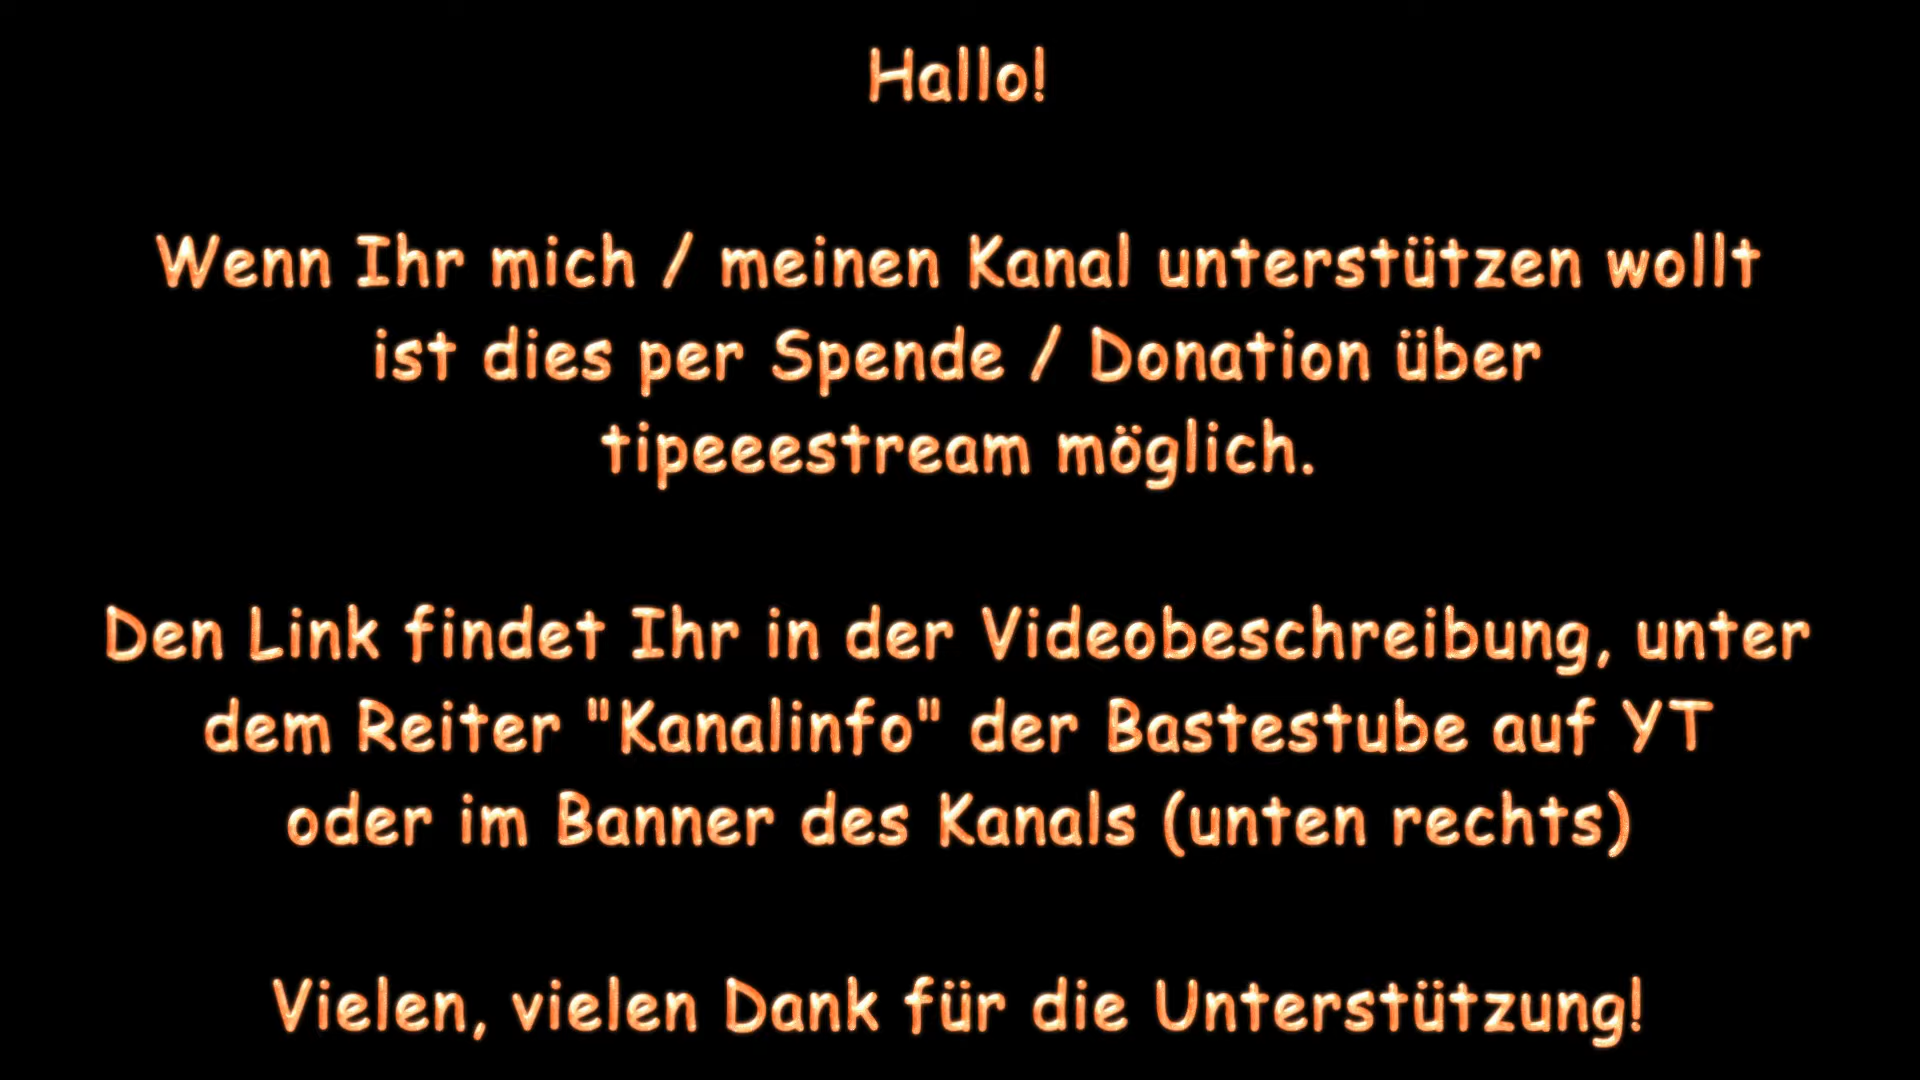 Hallo!
Wenn Ihr mich / meinen Kanal unterstützen wollt
ist dies per Spende / Donation über
tipeeestream möglich.
Den Link findet Ihr in der Videobeschreibung, unter
dem Reiter "Kanalinfo" der Bastestube auf YT
oder im Banner des Kanals (unten rechts)
Vielen, vielen Dank für die Unterstützung!